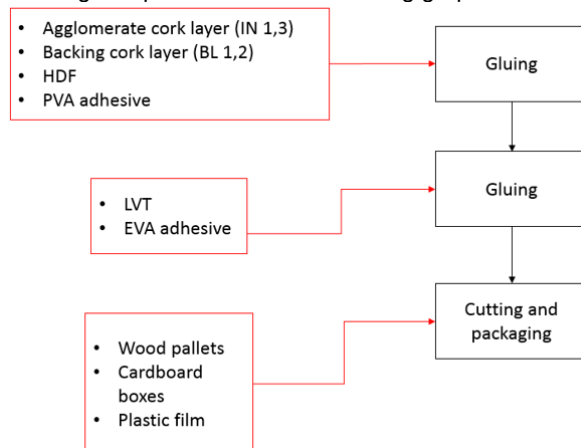 • Agglomerate cork layer (IN 1,3)
• Backing cork layer (BL 1,2)
• HDF
• PVA adhesive
Gluing
• LVT
• EVA adhesive
Gluing
• Wood pallets
• Cardboard
boxes
• Plastic film
Cutting and
packaging